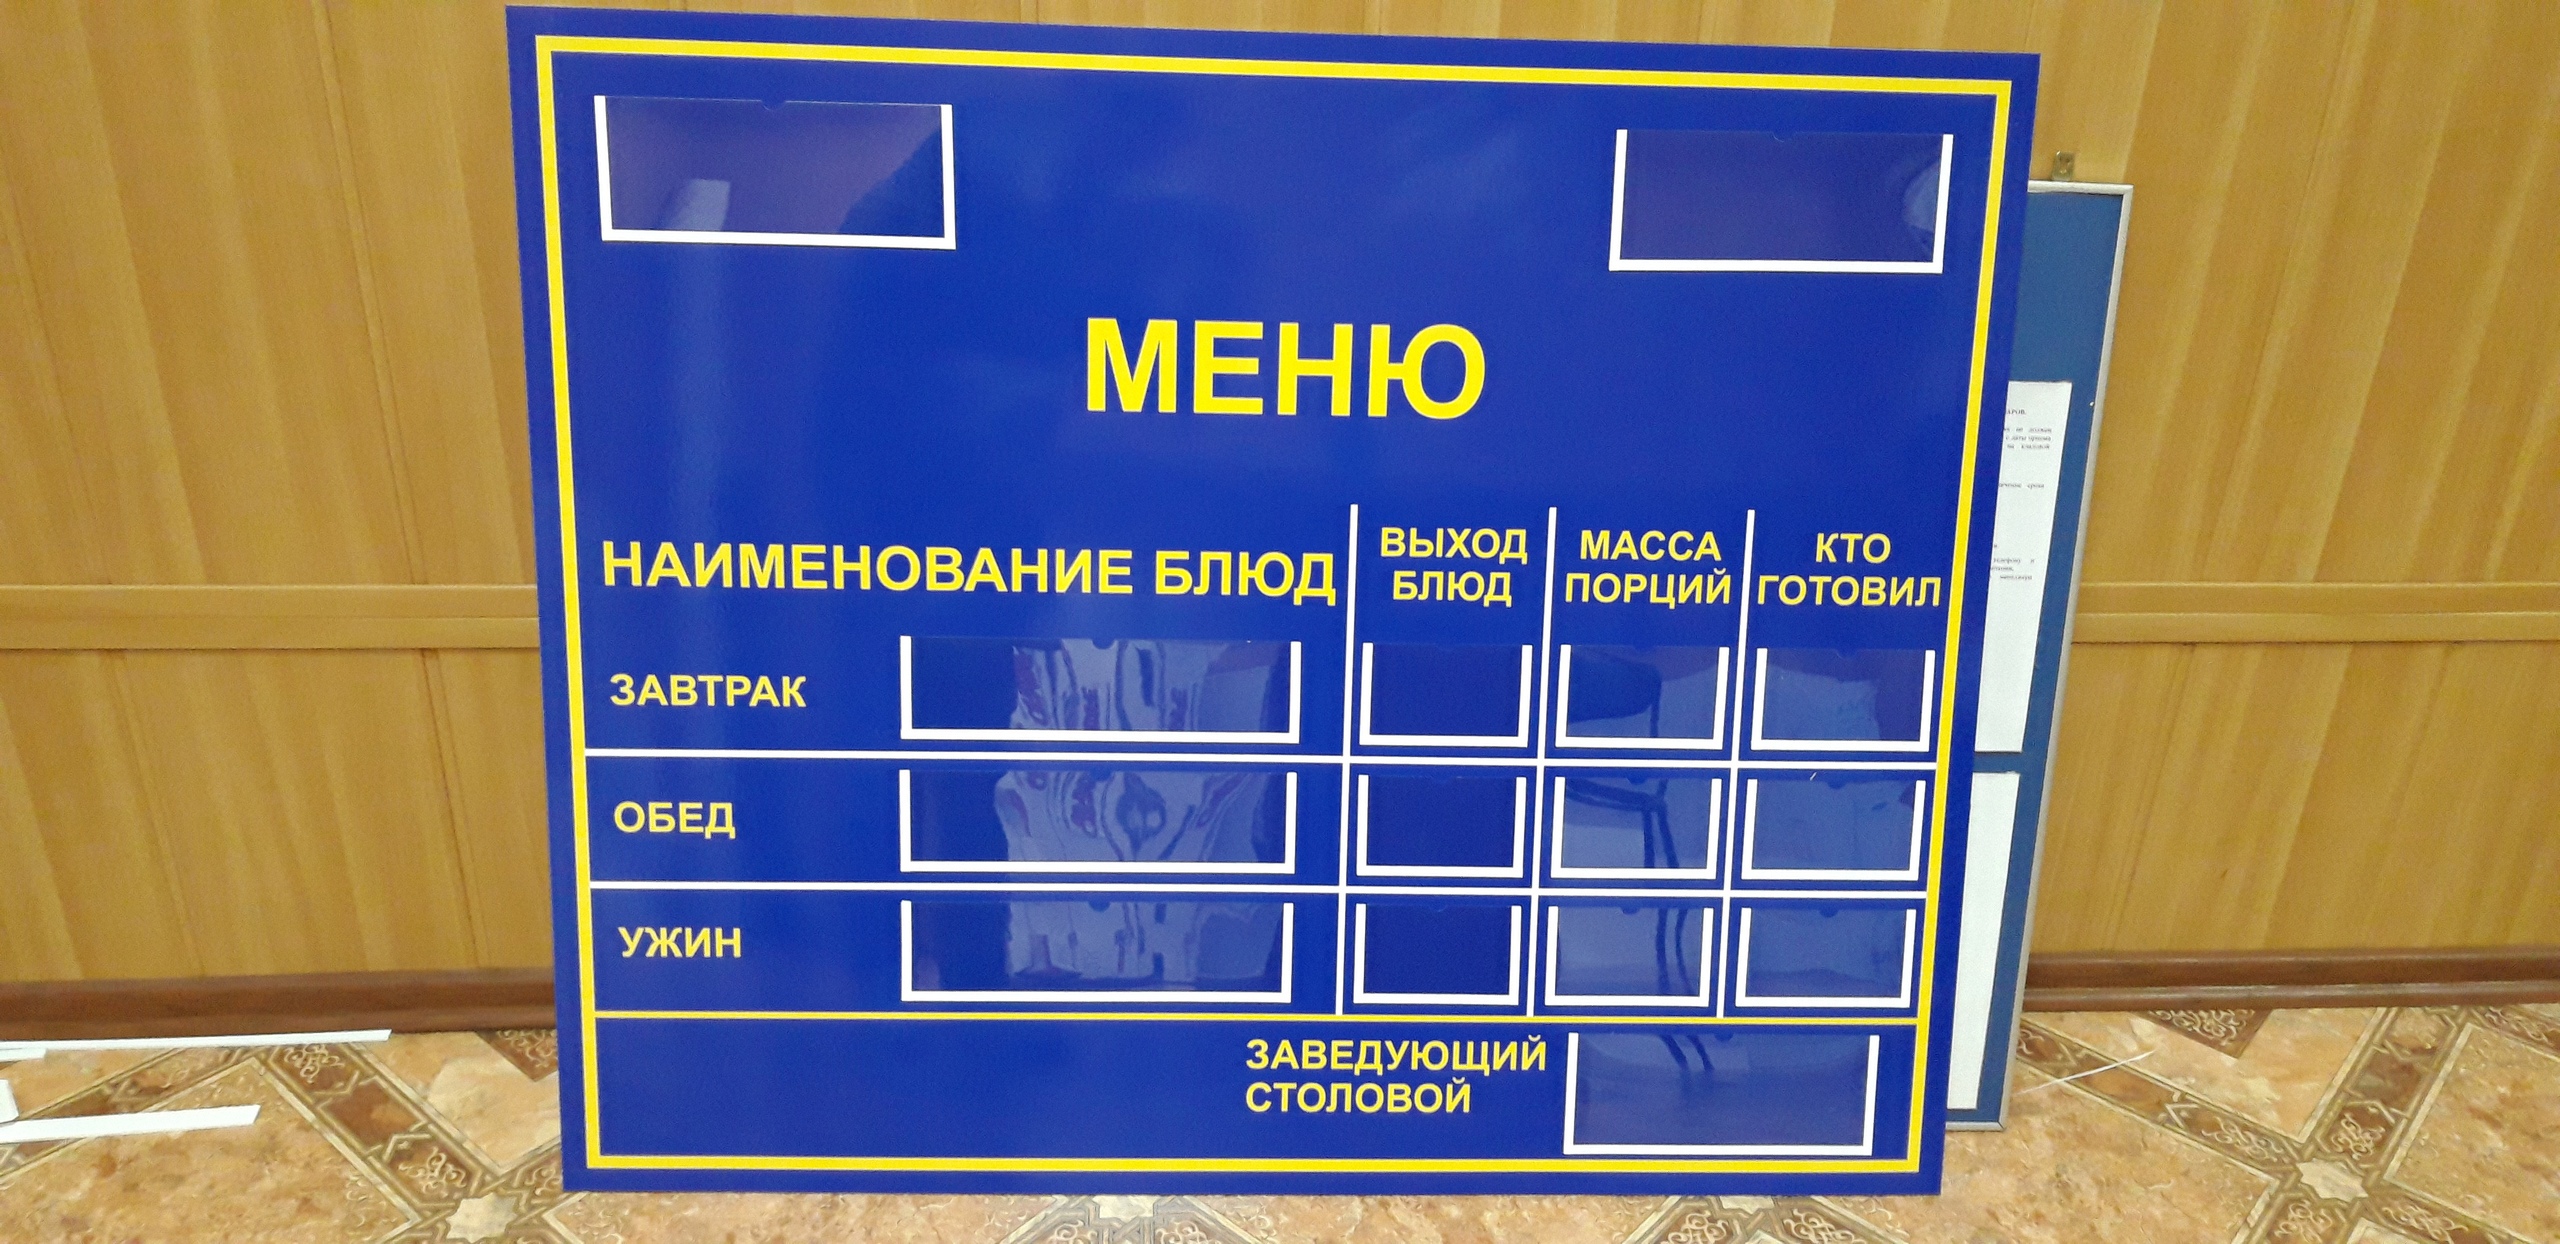 МЕНЮ
НАИМЕНОВАНИЕ БЛЮД
ВЫХОД
БЛЮД
МАССА
ПОРЦИЙ
КТО
ГОТОВИЛ
ЗАВТРАК
ОБЕД
УЖИН
ЗАВЕДУЮЩИЙ
СТОЛОВОЙ